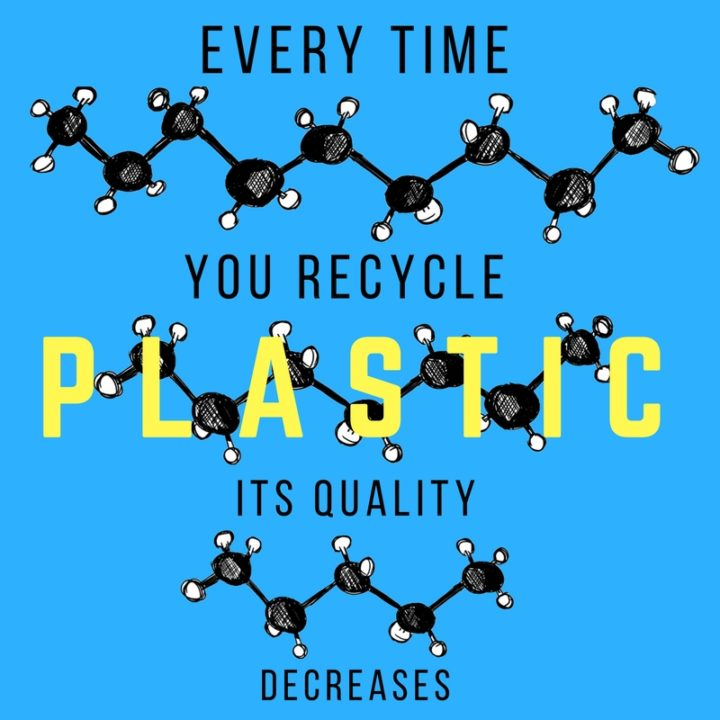 EVERY TIME
YOU RECYCLE
PLASTIC
ITS QUALITY
DECREASES